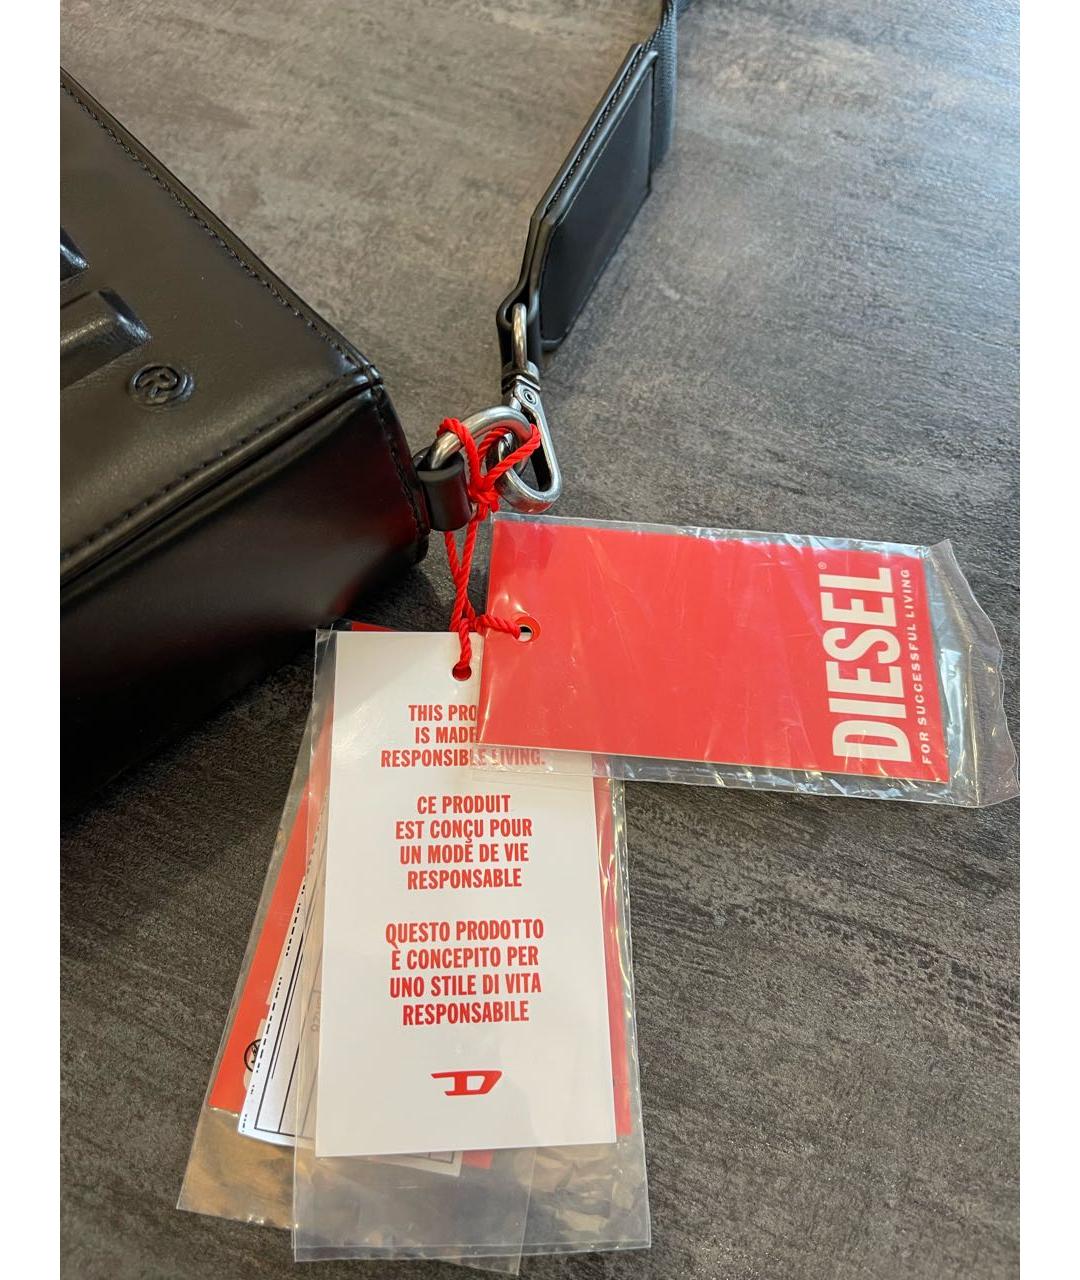 ®
DIESEL®
FOR SUCCESSFUL LIVING
THIS PRO
IS MADE
RESPONSIBLE LIVING.
CE PRODUIT
EST CONÇU POUR
UN MODE DE VIE
RESPONSABLE
QUESTO PRODOTTO
È CONCEPITO PER
UNO STILE DI VITA
RESPONSABILE
D